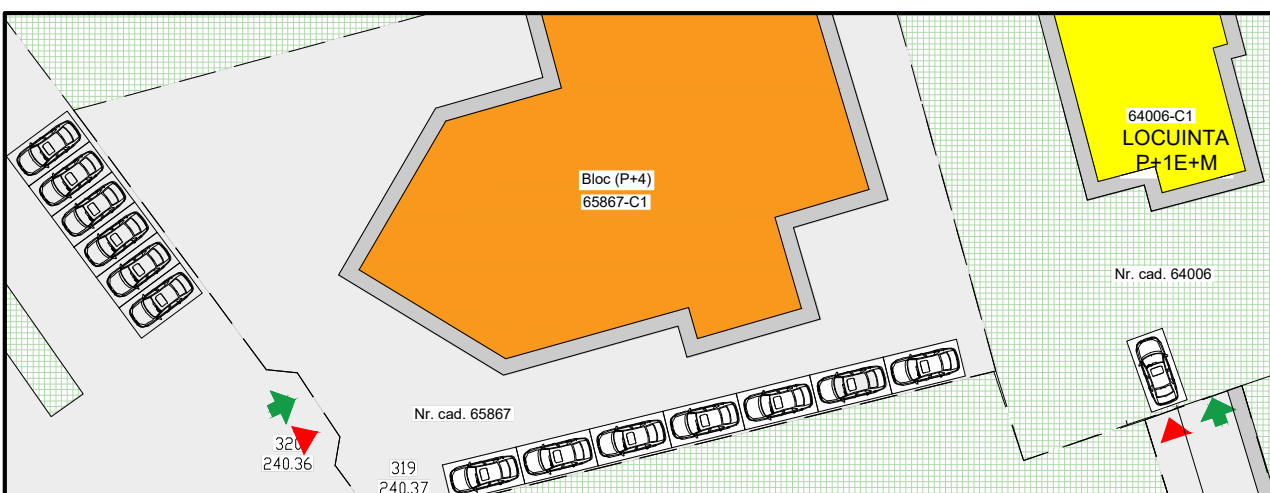 64006-C1
LOCUINTA
P+1E+M
Bloc (P+4)
65867-C1
Nr. cad. 64006
Nr. cad. 65867
320
240.36
319
240.37